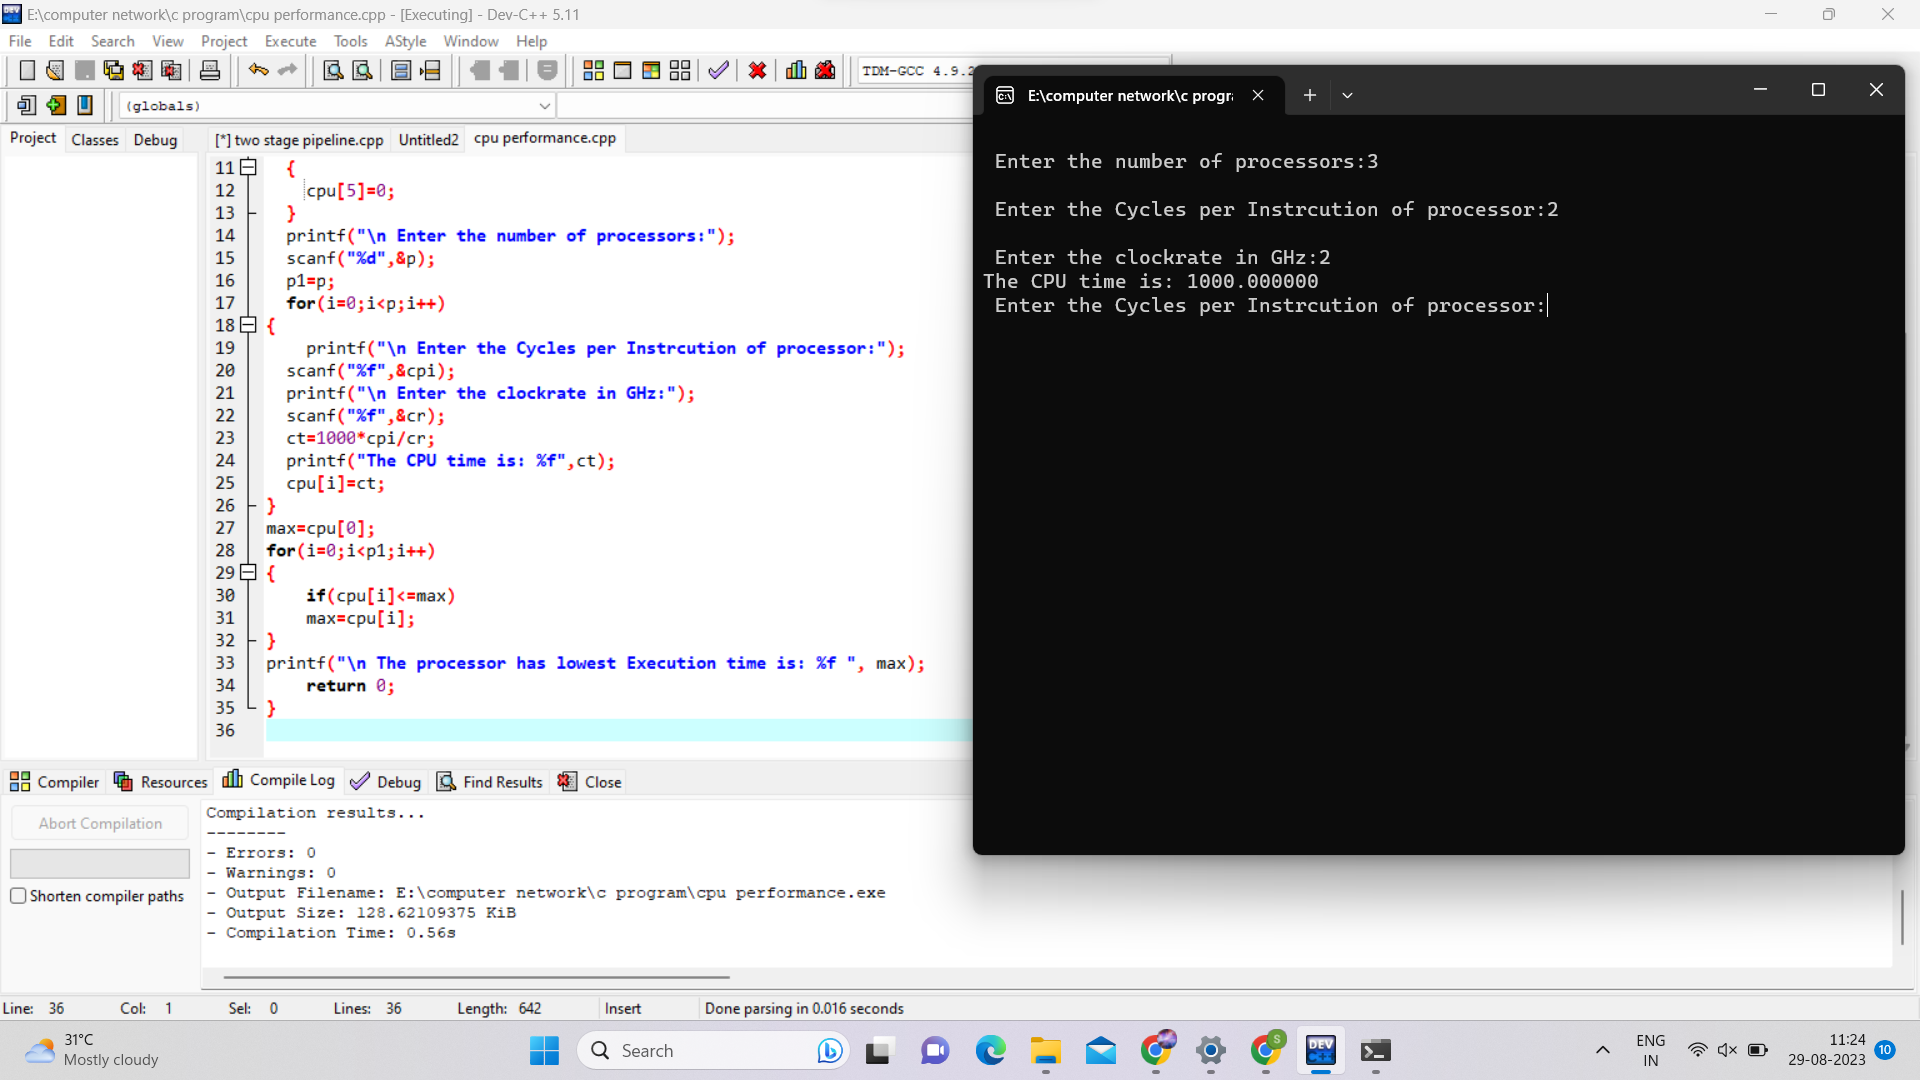 E:\computer network\c program\cpu performance.cpp - [Executing] - Dev-C++ 5.11
File Edit Search View Project Execute Tools AStyle Window Help
TDM-GCC 4.9.2
(globals)
Project Classes Debug
[*] two stage pipeline.cpp Untitled2 cpu performance.cpp
11 {
12 cpu[5]=0;
13 }
14 printf("\n Enter the number of processors:");
15 scanf("%d",&p);
16 p1=p;
17 for(i=0;i<p;i++)
18 {
19 printf("\n Enter the Cycles per Instrcution of processor:");
20 scanf("%f",&cpi);
21 printf("\n Enter the clockrate in GHz:");
22 scanf("%f",&cr);
23 ct=1000*cpi/cr;
24 printf("The CPU time is: %f",ct);
25 cpu[i]=ct;
26 }
27 max=cpu[0];
28 for(i=0;i<p1;i++)
29 {
30 if(cpu[i]<=max)
31 max=cpu[i];
32 }
33 printf("\n The processor has lowest Execution time is: %f ", max);
34 return 0;
35 }
36
E:\computer network\c progr
Enter the number of processors:3
Enter the Cycles per Instrcution of processor:2
Enter the clockrate in GHz:2
The CPU time is: 1000.000000
Enter the Cycles per Instrcution of processor:
Compiler Resources Compile Log Debug Find Results Close
Abort Compilation
Shorten compiler paths
Compilation results...
--------
- Errors: 0
- Warnings: 0
- Output Filename: E:\computer network\c program\cpu performance.exe
- Output Size: 128.62109375 KiB
- Compilation Time: 0.56s
Line: 36 Col: 1 Sel: 0 Lines: 36 Length: 642 Insert Done parsing in 0.016 seconds
31°C
Mostly cloudy
Search
DEV
S
ENG
IN
11:24
29-08-2023
10